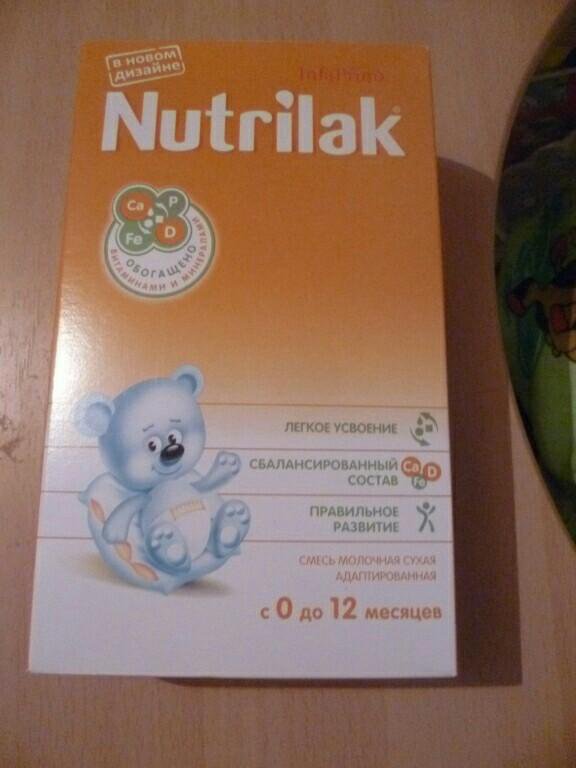 в новом
дизайне
InfaPrim
Nutrilak®
Ca P
Fe D
ОБОГАЩЕНО
ВИТАМИНАМИ И МИНЕРАЛАМИ
ЛЕГКОЕ УСВОЕНИЕ
СБАЛАНСИРОВАННЫЙ
СОСТАВ
Ca D
Fe
ПРАВИЛЬНОЕ
РАЗВИТИЕ
СМЕСЬ МОЛОЧНАЯ СУХАЯ
АДАПТИРОВАННАЯ
с 0 до 12 месяцев